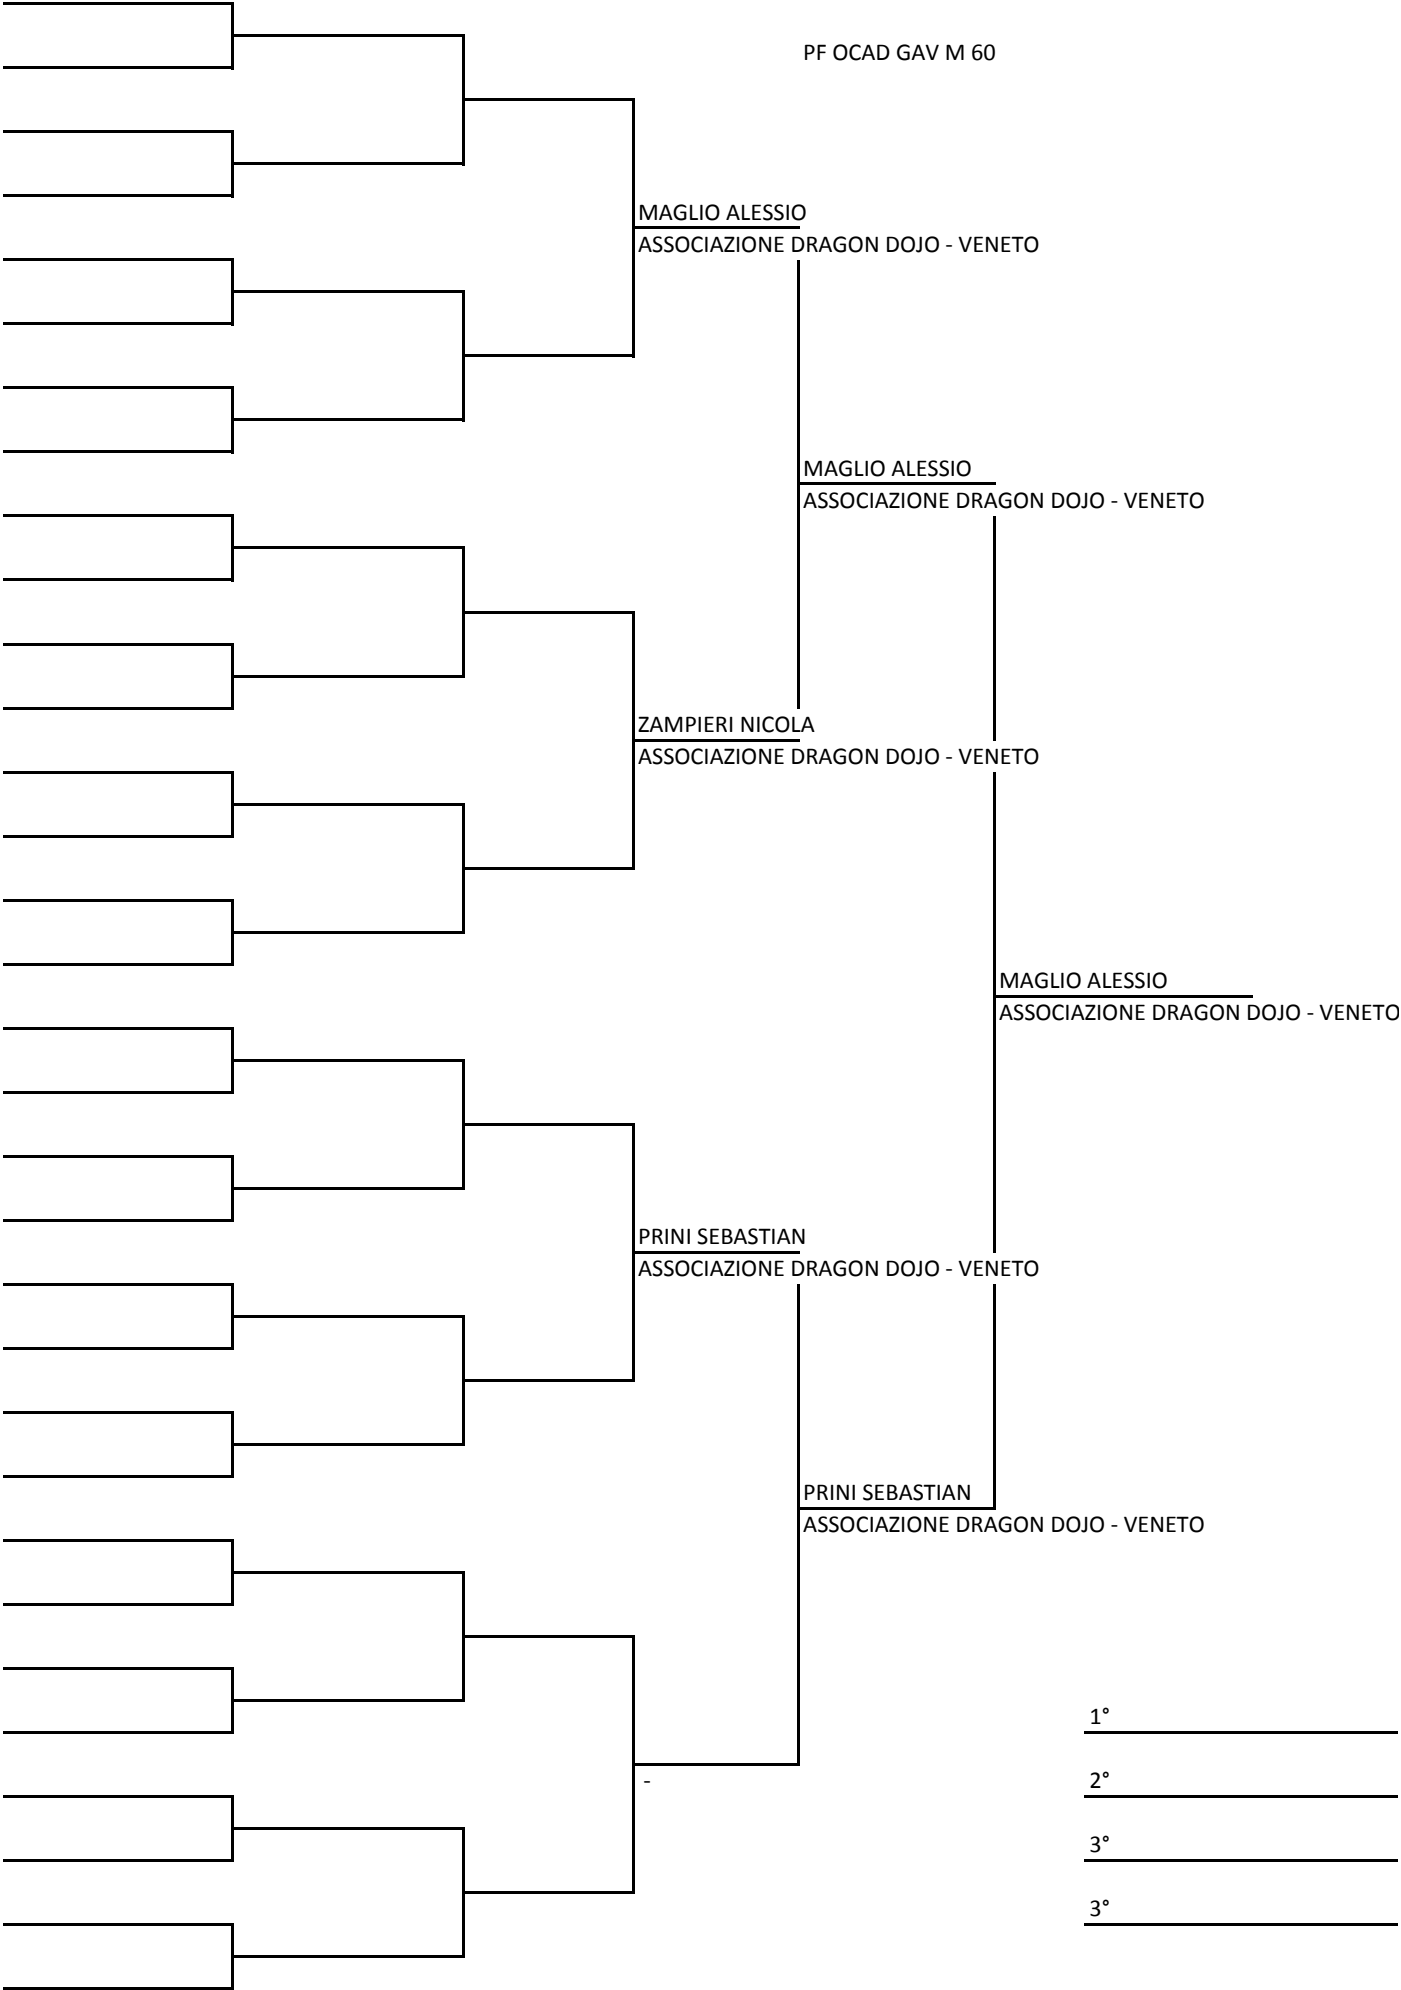 PF OCAD GAV M 60
MAGLIO ALESSIO
ASSOCIAZIONE DRAGON DOJO - VENETO
MAGLIO ALESSIO
ASSOCIAZIONE DRAGON DOJO - VENETO
ZAMPIERI NICOLA
ASSOCIAZIONE DRAGON DOJO - VENETO
MAGLIO ALESSIO
ASSOCIAZIONE DRAGON DOJO - VENETO
PRINI SEBASTIAN
ASSOCIAZIONE DRAGON DOJO - VENETO
PRINI SEBASTIAN
ASSOCIAZIONE DRAGON DOJO - VENETO
1°
-
2°
3°
3°